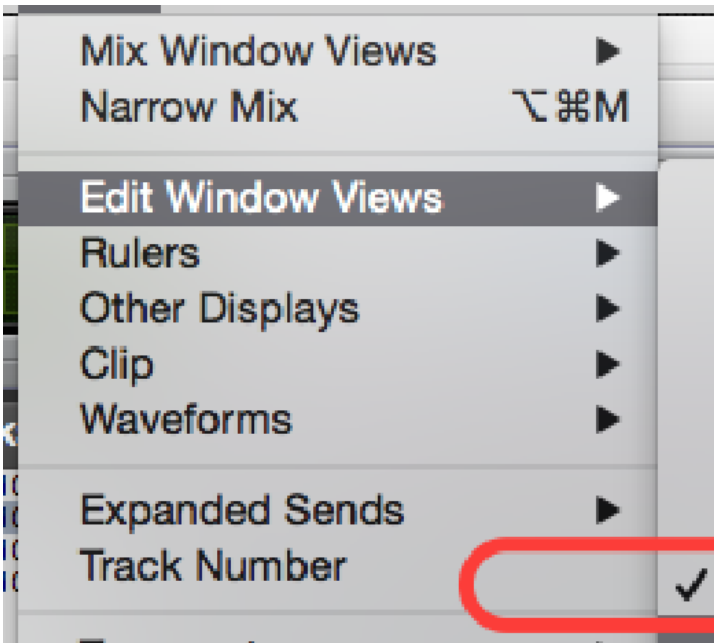 Mix Window Views
Narrow Mix ⌥⌘M
Edit Window Views
Rulers
Other Displays
Clip
Waveforms
Expanded Sends
Track Number